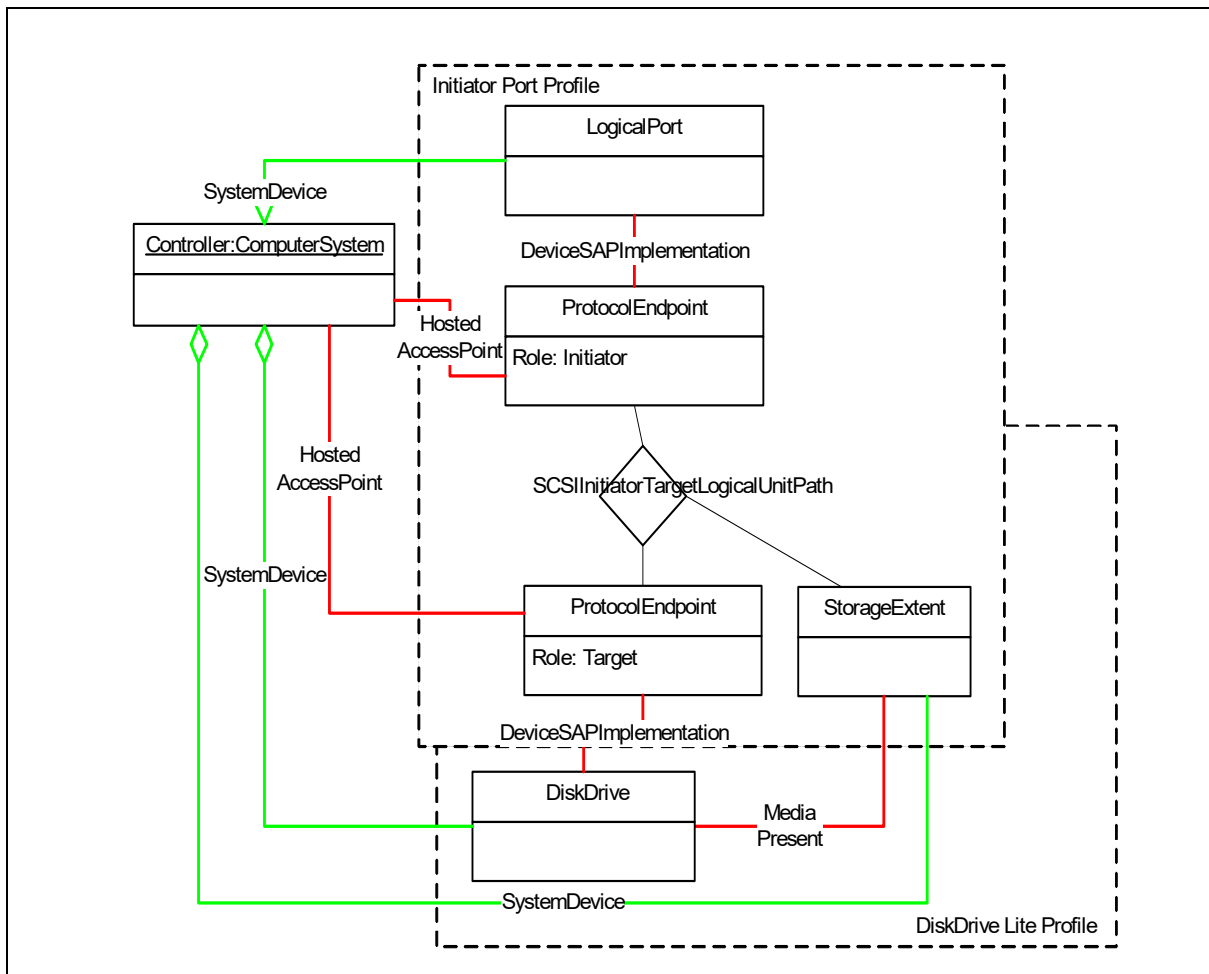 Initiator Port Profile
LogicalPort
SystemDevice
Controller:ComputerSystem
DeviceSAPImplementation
ProtocolEndpoint
Role: Initiator
Hosted
AccessPoint
Hosted
AccessPoint
SCSIInitiatorTargetLogicalUnitPath
SystemDevice
ProtocolEndpoint
Role: Target
StorageExtent
DeviceSAPImplementation
DiskDrive
Media
Present
SystemDevice
DiskDrive Lite Profile